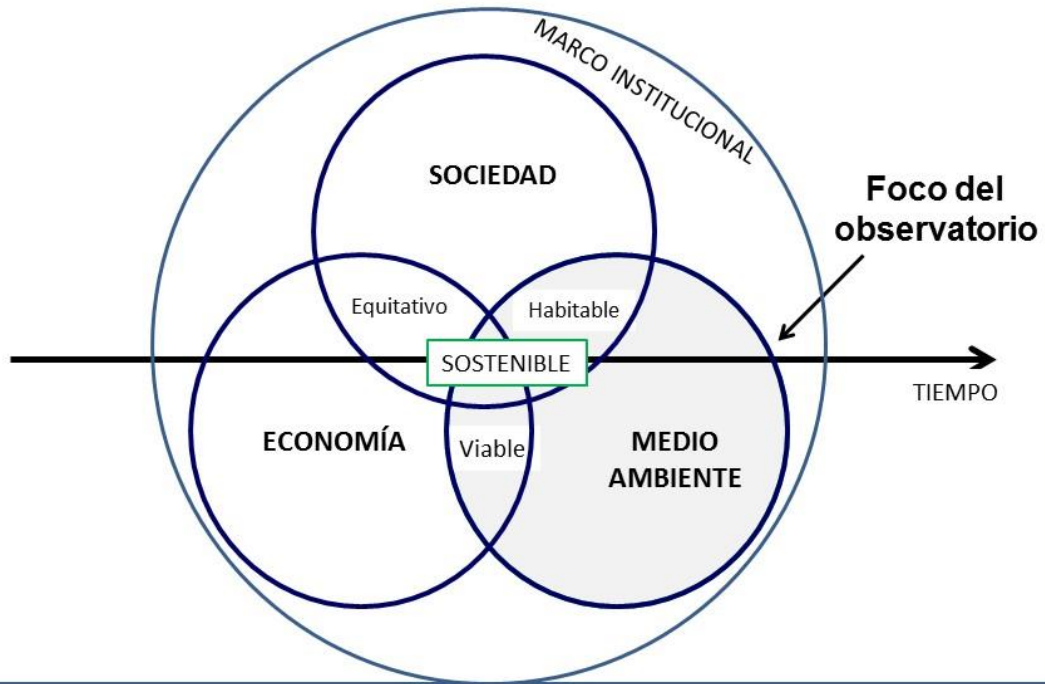 MARCO INSTITUCIONAL
SOCIEDAD
Foco del
observatorio
Equitativo
Habitable
SOSTENIBLE
TIEMPO
ECONOMÍA
Viable
MEDIO
AMBIENTE